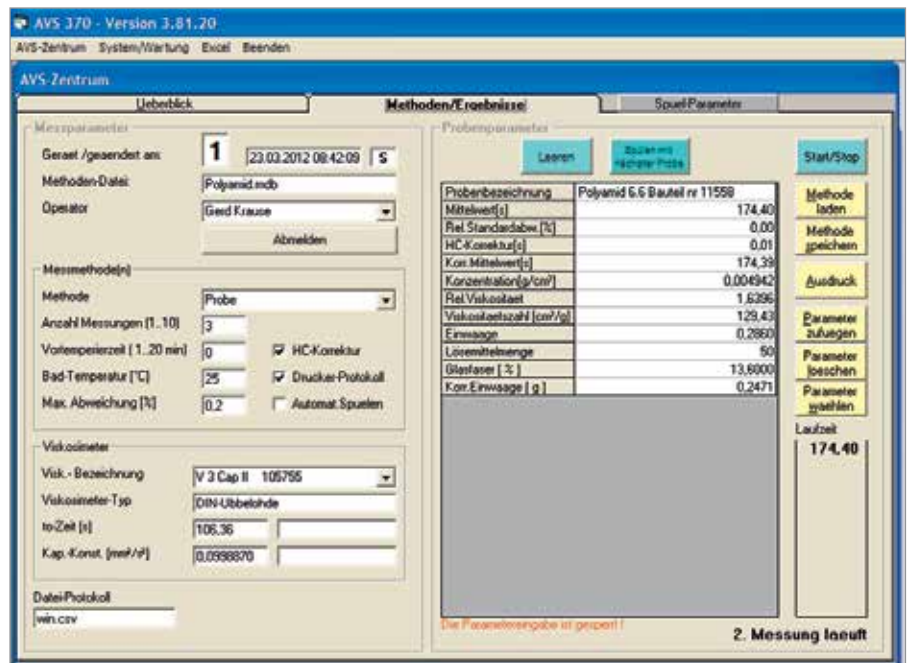 AVS 370 - Version 3.81.20
AVS-Zentrum System/Wartung Excel Beenden
AVS-Zentrum
Ueberblick Methoden/Ergebnisse Spuel-Parameter
Messparameter
Geraet /geaendert am: 1 23.03.2012 08:42:09 S
Methoden-Datei: Polyamid.mdb
Operator Gerd Krause
Abmelden
Messmethode(n)
Methode Probe
Anzahl Messungen (1..10) 3
Vortemperierzeit (1..20 min) 0 HC-Korrektur
Bad-Temperatur [°C] 25 Drucker-Protokoll
Max. Abweichung [%] 0.2 Automat.Spuelen
Viskosimeter
Visk.- Bezeichnung V 3 Cap II 105755
Viskosimeter-Typ DIN-Ubbelohde
to-Zeit [s] 106,36
Kap.-Konst. [mm²/s²] 0,0998870
Datei-Protokoll
win.csv
Probenparameter
Leeren Spülen mit nächster Probe Start/Stop
Probenbezeichnung Polyamid 6.6 Bauteil nr 11558
Mittelwert[s] 174,40
Rel.Standardabw.[%] 0,00
HC-Korrektur[s] 0,01
Korr.Mittelwert[s] 174,39
Konzentration[g/cm³] 0,004942
Rel.Viskositaet 1,6396
Viskositaetszahl [cm³/g] 129,43
Einwaage 0,2860
Lösemittelmenge 50
Glasfaser [ % ] 13,6000
Korr.Einwaage [ g ] 0,2471
Methode laden
Methode speichern
Ausdruck
Parameter zufuegen
Parameter loeschen
Parameter waehlen
Laufzeit
174.40
Die Parametereingabe ist gesperrt !
2. Messung laeuft